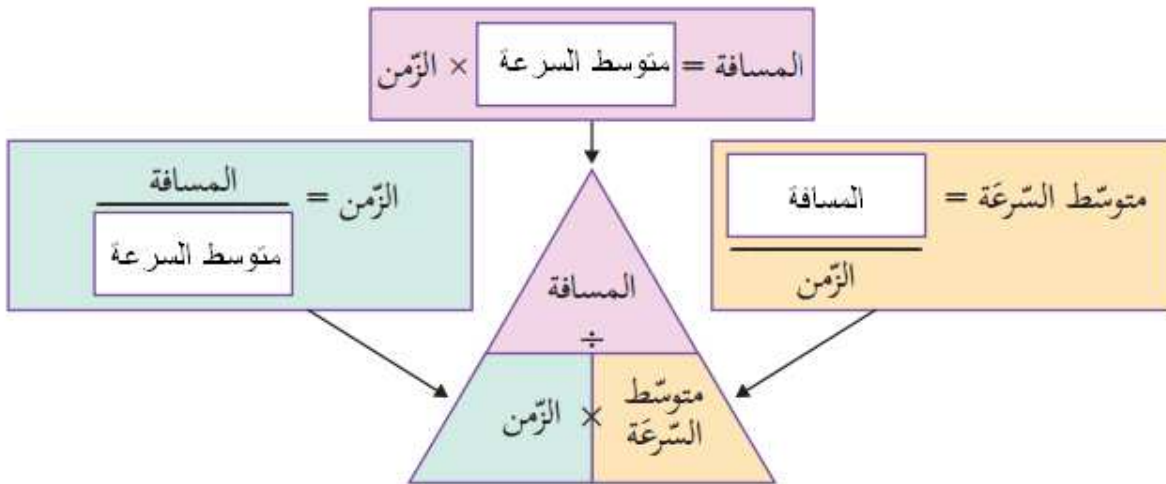 المسافة = متوسط السرعة × الزّمن
متوسّط السّرعَة = المسافة
الزّمن
الزّمن = المسافة
متوسط السرعة
المسافة
÷
متوسّط
السّرعَة
×
الزّمن